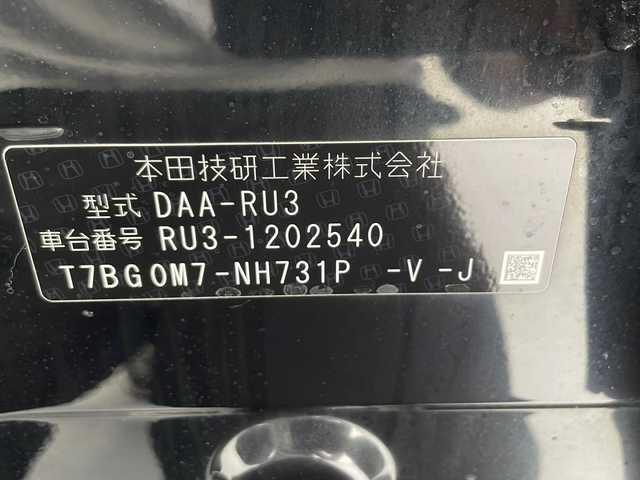 本田技研工業株式会社
型式 DAA-RU3
車台番号 RU3-1202540
T7BG0M7-NH731P -V -J